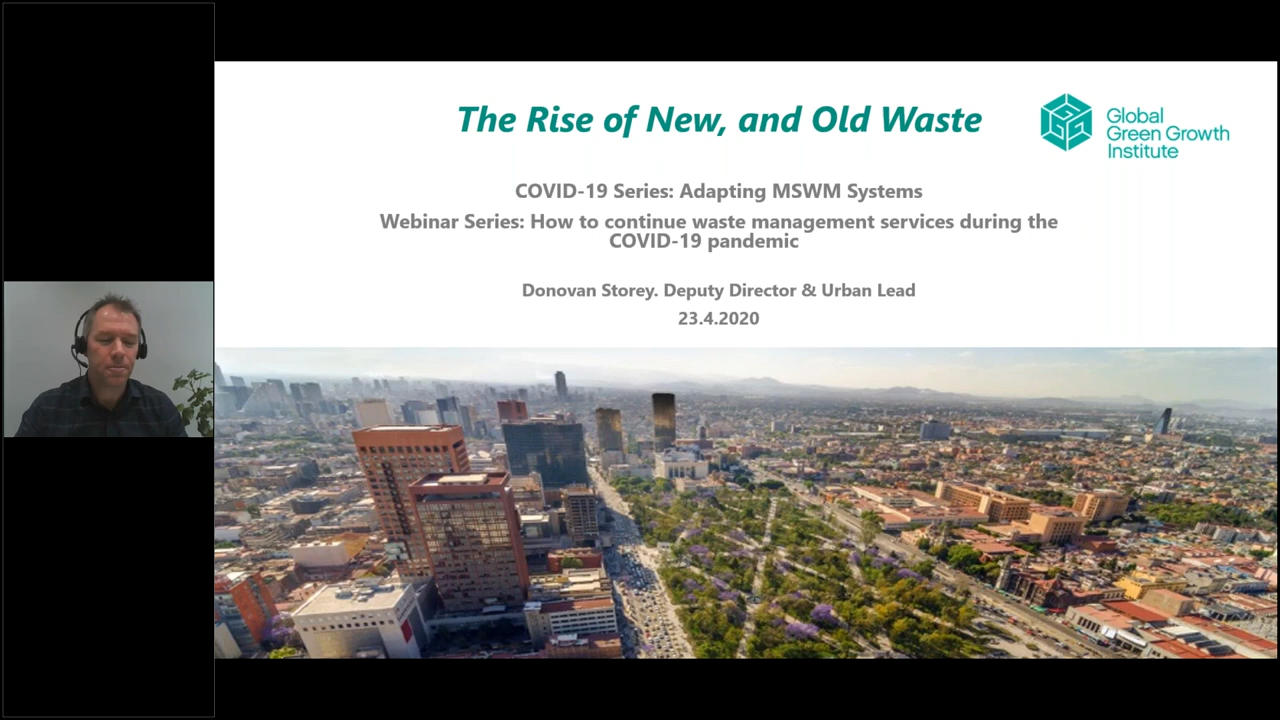 The Rise of New, and Old Waste
Global
Green Growth
Institute
COVID-19 Series: Adapting MSWM Systems
Webinar Series: How to continue waste management services during the
COVID-19 pandemic
Donovan Storey. Deputy Director & Urban Lead
23.4.2020